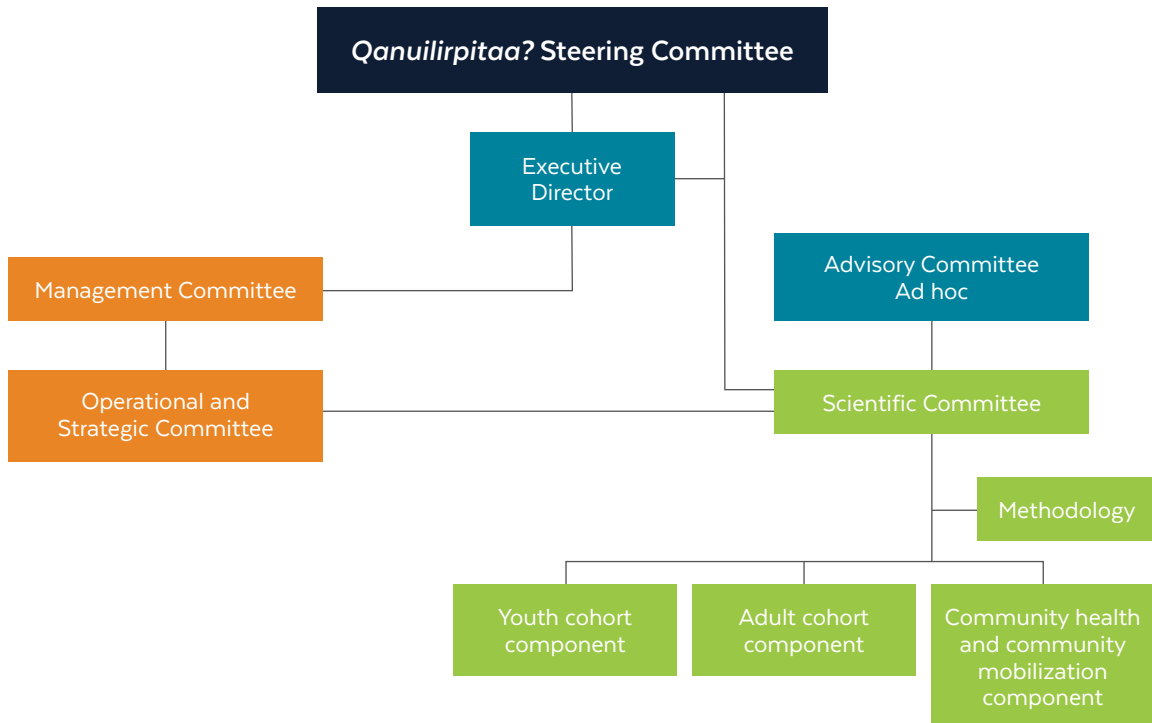 Qanuilirpitaa? Steering Committee
Executive
Director
Advisory Committee
Ad hoc
Management Committee
Operational and
Strategic Committee
Scientific Committee
Methodology
Youth cohort
component
Adult cohort
component
Community health
and community
mobilization
component